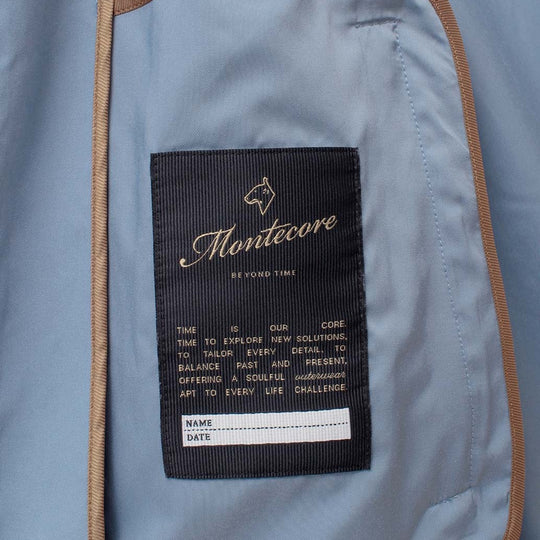 Montecore
BEYOND TIME
TIME IS OUR CORE.
TIME TO EXPLORE NEW SOLUTIONS,
TO TAILOR EVERY DETAIL, TO
BALANCE PAST AND PRESENT,
OFFERING A SOULFUL outerwear
APT TO EVERY LIFE CHALLENGE.
NAME
DATE